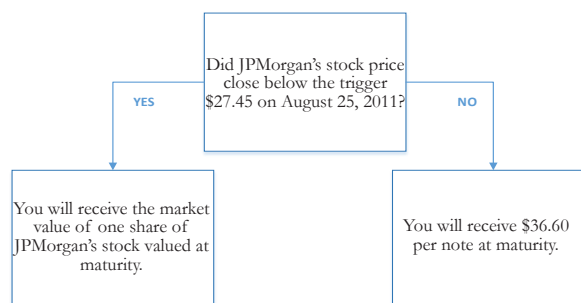 Did JPMorgan's stock price
close below the trigger
$27.45 on August 25, 2011?
YES
NO
You will receive the market
value of one share of
JPMorgan's stock valued at
maturity.
You will receive $36.60
per note at maturity.